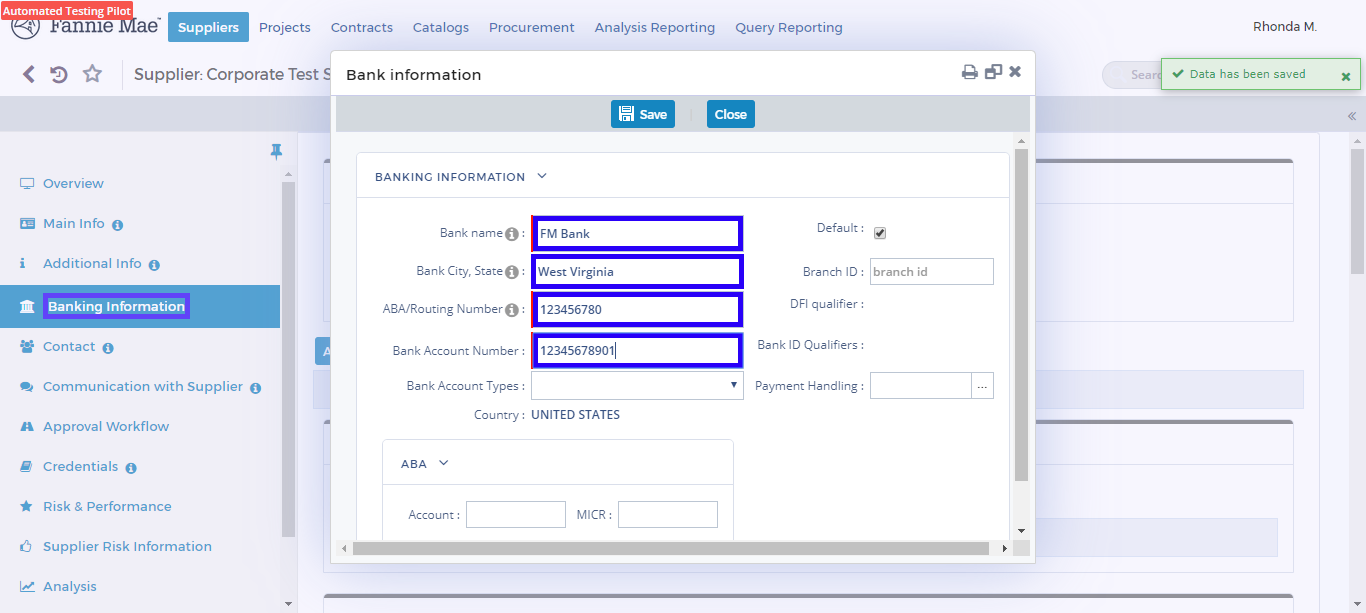 Automated Testing Pilot
Fannie Mae
Suppliers Projects Contracts Catalogs Procurement Analysis Reporting Query Reporting Rhonda M.
Supplier: Corporate Test S
Searc
Data has been saved
Bank information
Save Close
Overview
Main Info
Additional Info
Banking Information
Contact
Communication with Supplier
Approval Workflow
Credentials
Risk & Performance
Supplier Risk Information
Analysis
A
BANKING INFORMATION
Bank name : FM Bank Default :
Bank City, State : West Virginia Branch ID : branch id
ABA/Routing Number : 123456780 DFI qualifier :
Bank Account Number : 12345678901 Bank ID Qualifiers :
Bank Account Types : Payment Handling : ...
Country : UNITED STATES
ABA
Account : MICR :